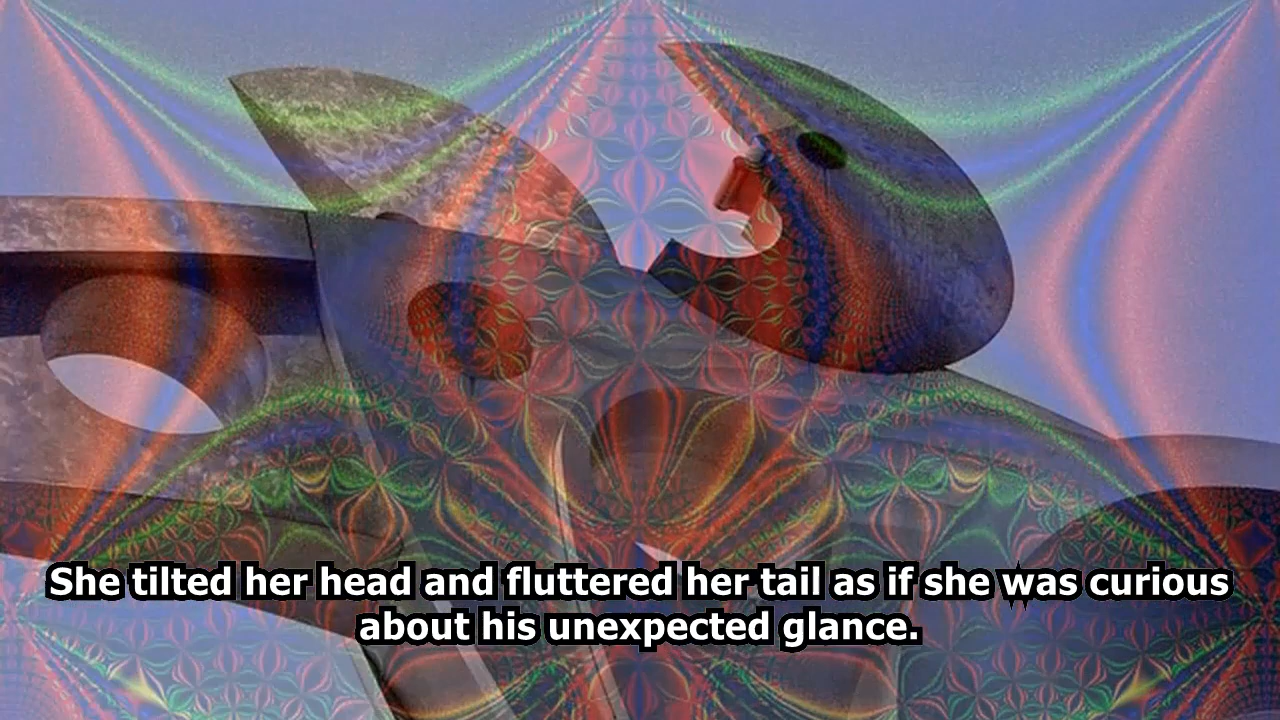 She tilted her head and fluttered her tail as if she was curious
about his unexpected glance.